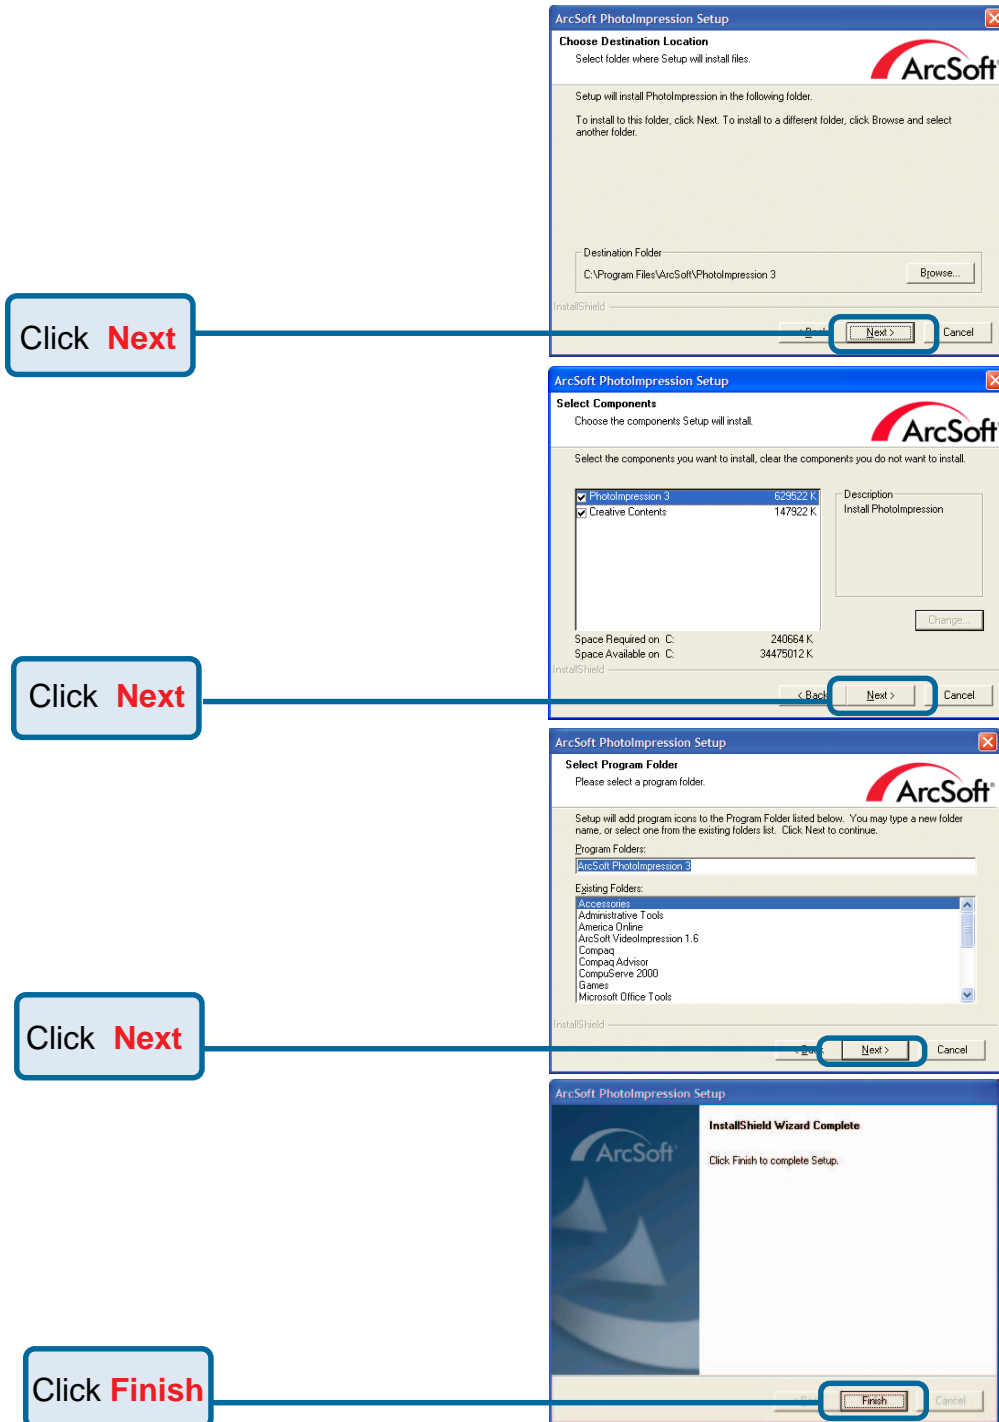 ArcSoft PhotoImpression Setup
Choose Destination Location
Select folder where Setup will install files.
ArcSoft®
Setup will install PhotoImpression in the following folder.
To install to this folder, click Next. To install to a different folder, click Browse and select
another folder.
Destination Folder
C:\Program Files\ArcSoft\PhotoImpression 3
Browse...
InstallShield
Click Next
< Back
Next >
Cancel
ArcSoft PhotoImpression Setup
Select Components
Choose the components Setup will install.
ArcSoft®
Select the components you want to install, clear the components you do not want to install.
PhotoImpression 3 629522 K
Creative Contents 147922 K
Description
Install PhotoImpression
Change...
Space Required on C: 240664 K
Space Available on C: 34475012 K
InstallShield
Click Next
< Back
Next >
Cancel
ArcSoft PhotoImpression Setup
Select Program Folder
Please select a program folder.
ArcSoft®
Setup will add program icons to the Program Folder listed below. You may type a new folder
name, or select one from the existing folders list. Click Next to continue.
Program Folders:
ArcSoft PhotoImpression 3
Existing Folders:
Accessories
Administrative Tools
America Online
ArcSoft VideoImpression 1.6
Compaq
Compaq Advisor
CompuServe 2000
Games
Microsoft Office Tools
InstallShield
Click Next
< Back
Next >
Cancel
ArcSoft PhotoImpression Setup
ArcSoft®
InstallShield Wizard Complete
Click Finish to complete Setup.
Click Finish
Finish
Cancel